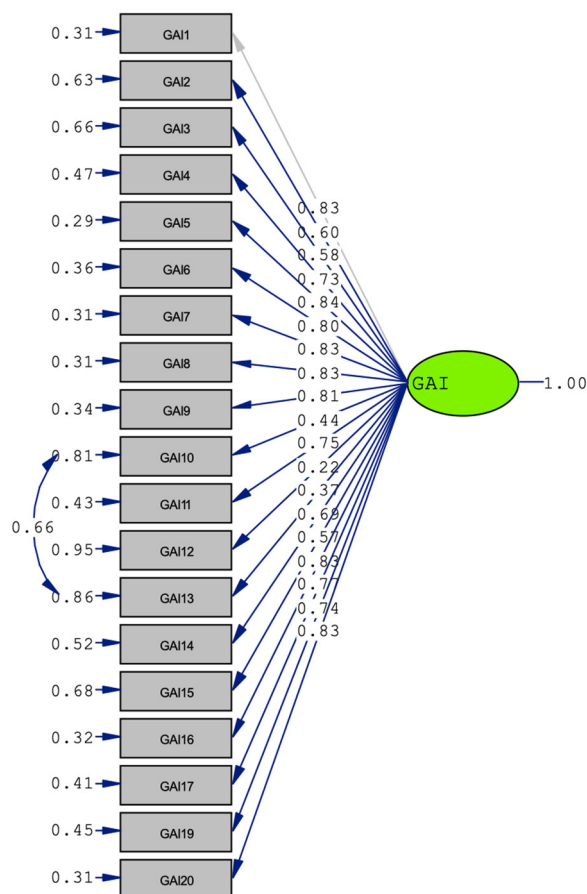 0.31 GAI1
0.63 GAI2
0.66 GAI3
0.47 GAI4
0.83
0.29 GAI5
0.60
0.58
0.36 GAI6
0.73
0.84
0.31 GAI7
0.80
0.83
0.31 GAI8
0.83
GAI 1.00
0.81
0.34 GAI9
0.44
0.81 GAI10
0.75
0.22
0.37
0.43 GAI11
0.69
0.66
0.57
0.95 GAI12
0.83
0.77
0.86 GAI13
0.74
0.83
0.52 GAI14
0.68 GAI15
0.32 GAI16
0.41 GAI17
0.45 GAI19
0.31 GAI20